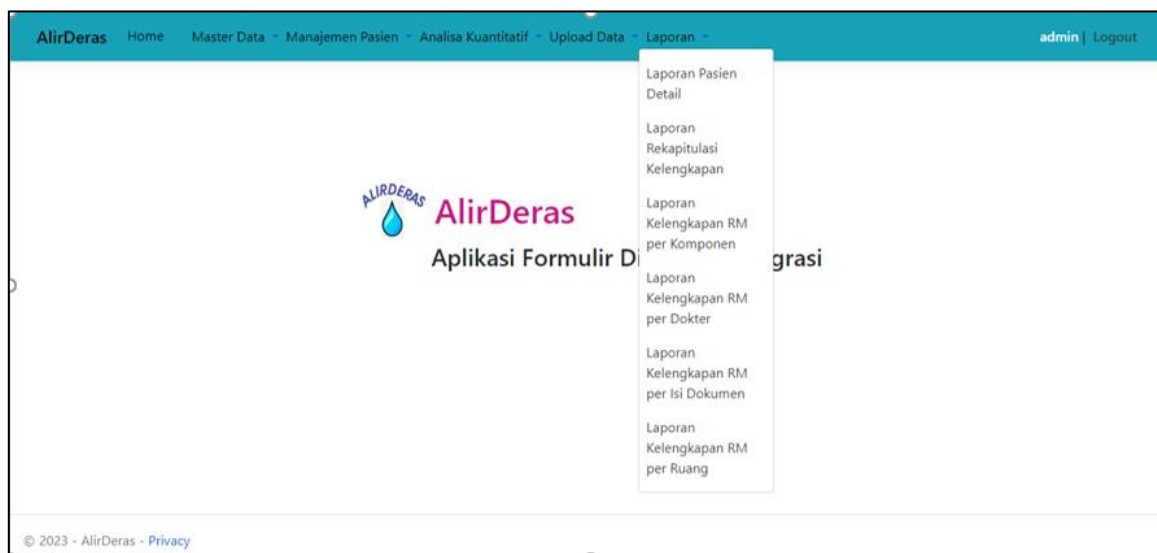 AlirDeras Home Master Data Manajemen Pasien Analisa Kuantitatif Upload Data Laporan admin | Logout
Laporan Pasien
Detail
Laporan
Rekapitulasi
Kelengkapan
Laporan
Kelengkapan RM
per Komponen
Laporan
Kelengkapan RM
per Dokter
Laporan
Kelengkapan RM
per Isi Dokumen
Laporan
Kelengkapan RM
per Ruang
ALIRDERAS
AlirDeras
Aplikasi Formulir Di grasi
© 2023 - AlirDeras - Privacy